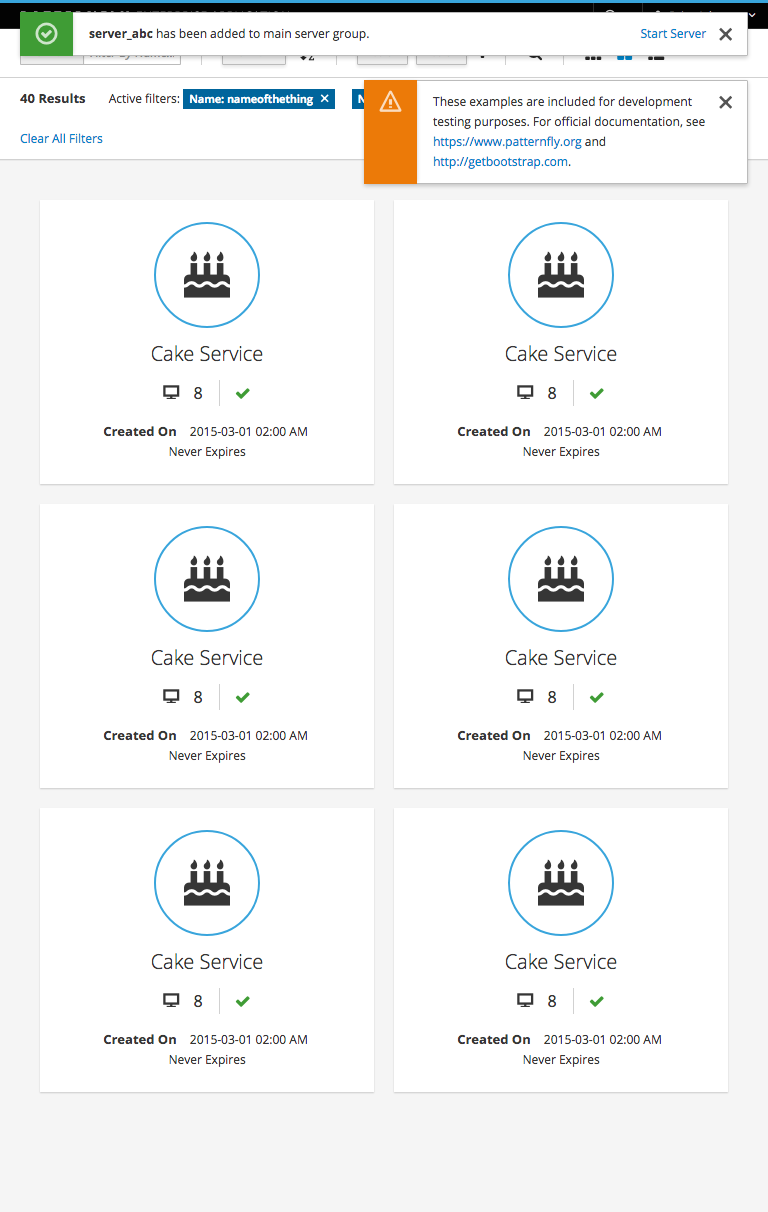 server_abc has been added to main server group. Start Server
40 Results Active filters: Name: nameofthething
These examples are included for development
testing purposes. For official documentation, see
https://www.patternfly.org and
http://getbootstrap.com.
Clear All Filters
Cake Service
8
Created On 2015-03-01 02:00 AM
Never Expires
Cake Service
8
Created On 2015-03-01 02:00 AM
Never Expires
Cake Service
8
Created On 2015-03-01 02:00 AM
Never Expires
Cake Service
8
Created On 2015-03-01 02:00 AM
Never Expires
Cake Service
8
Created On 2015-03-01 02:00 AM
Never Expires
Cake Service
8
Created On 2015-03-01 02:00 AM
Never Expires